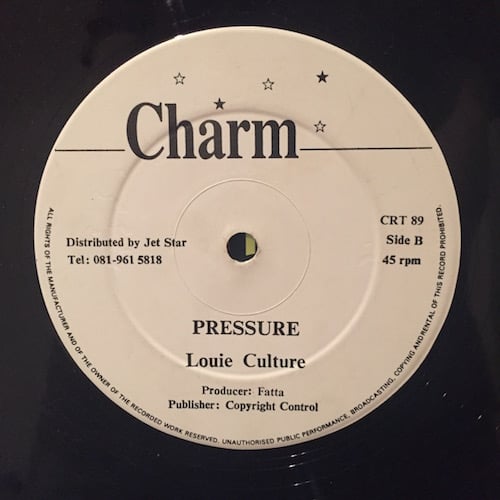 Charm
Distributed by Jet Star
Tel: 081-961 5818
CRT 89
Side B
45 rpm
PRESSURE
Louie Culture
Producer: Fatta
Publisher: Copyright Control
ALL RIGHTS OF THE MANUFACTURER AND OF THE OWNER OF THE RECORDED WORK RESERVED, UNAUTHORISED PUBLIC PERFORMANCE, BROADCASTING, COPYING AND RENTAL OF THIS RECORD PROHIBITED.